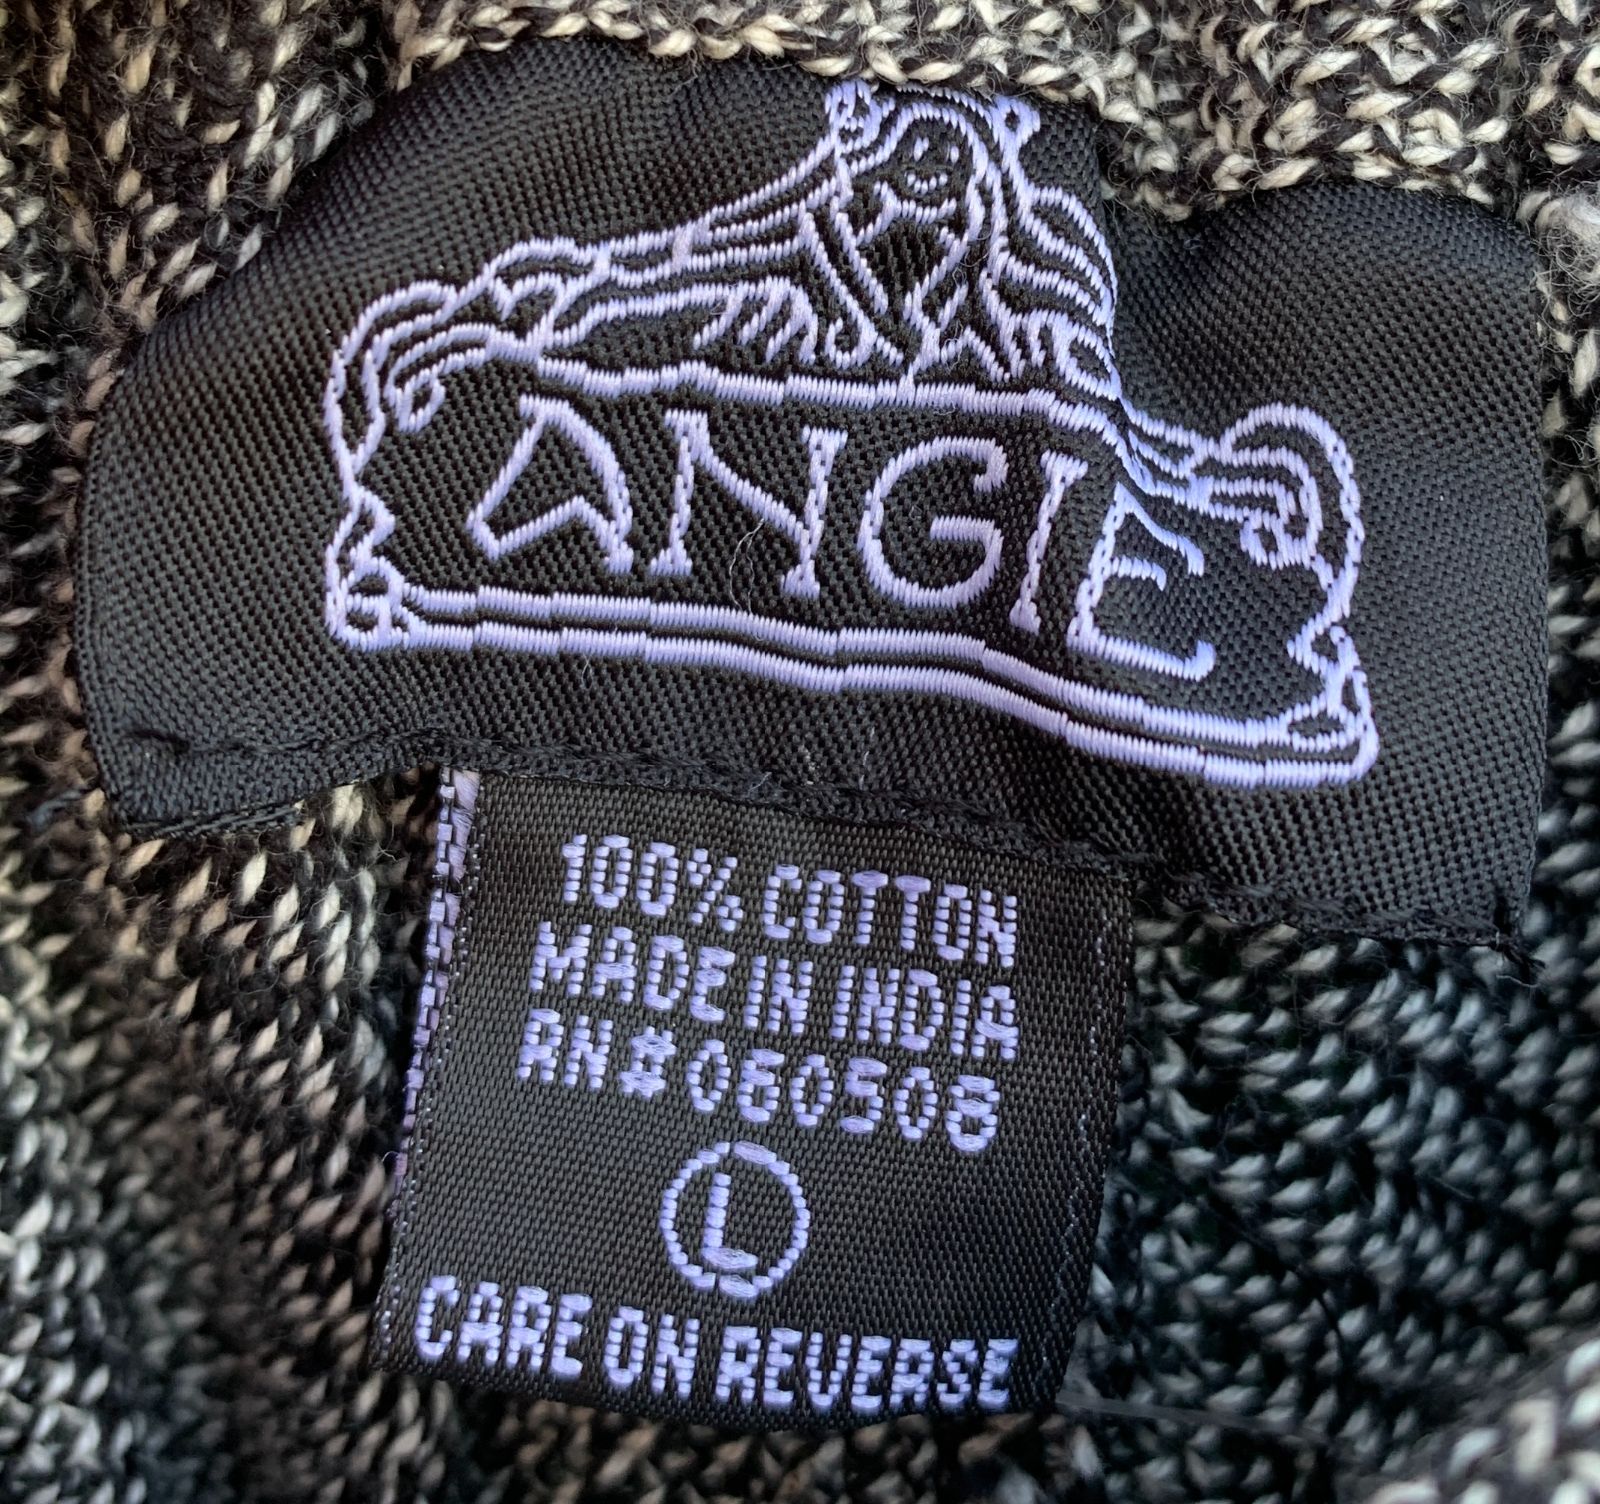 ANGIE
100% COTTON
MADE IN INDIA
RN# 060508
L
CARE ON REVERSE